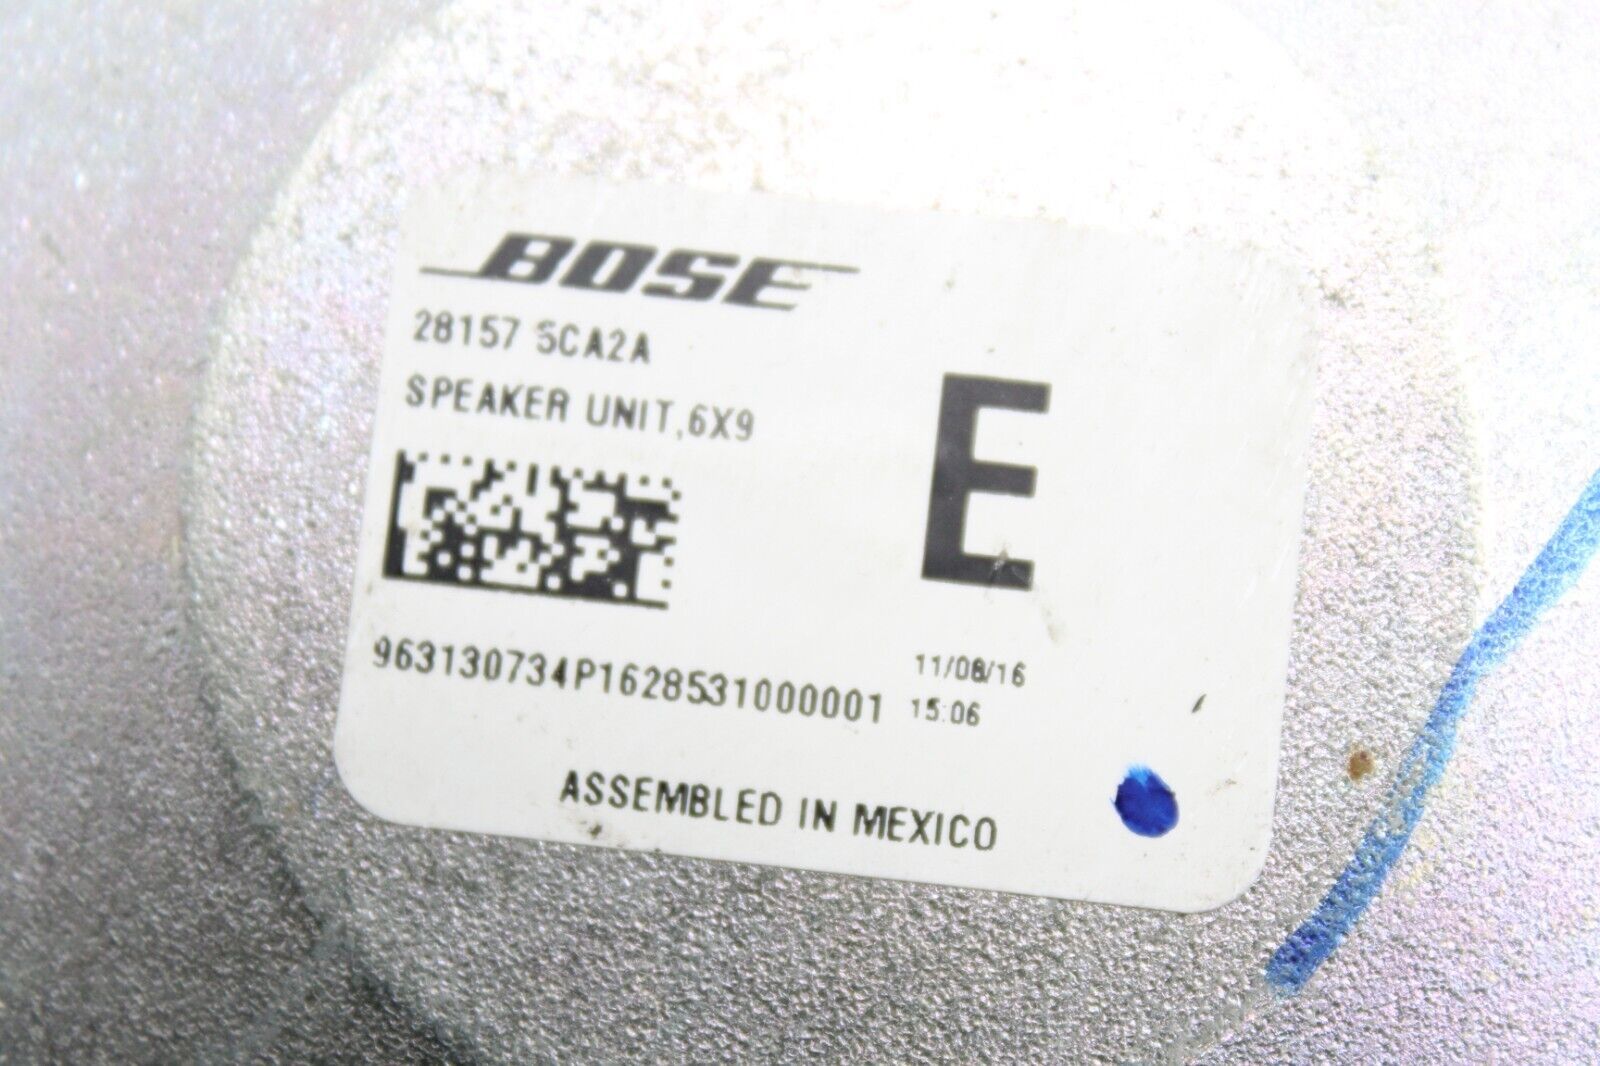 BOSE
28157 5CA2A
SPEAKER UNIT,6X9
E
963130734P1628531000001
11/08/16
15:06
ASSEMBLED IN MEXICO